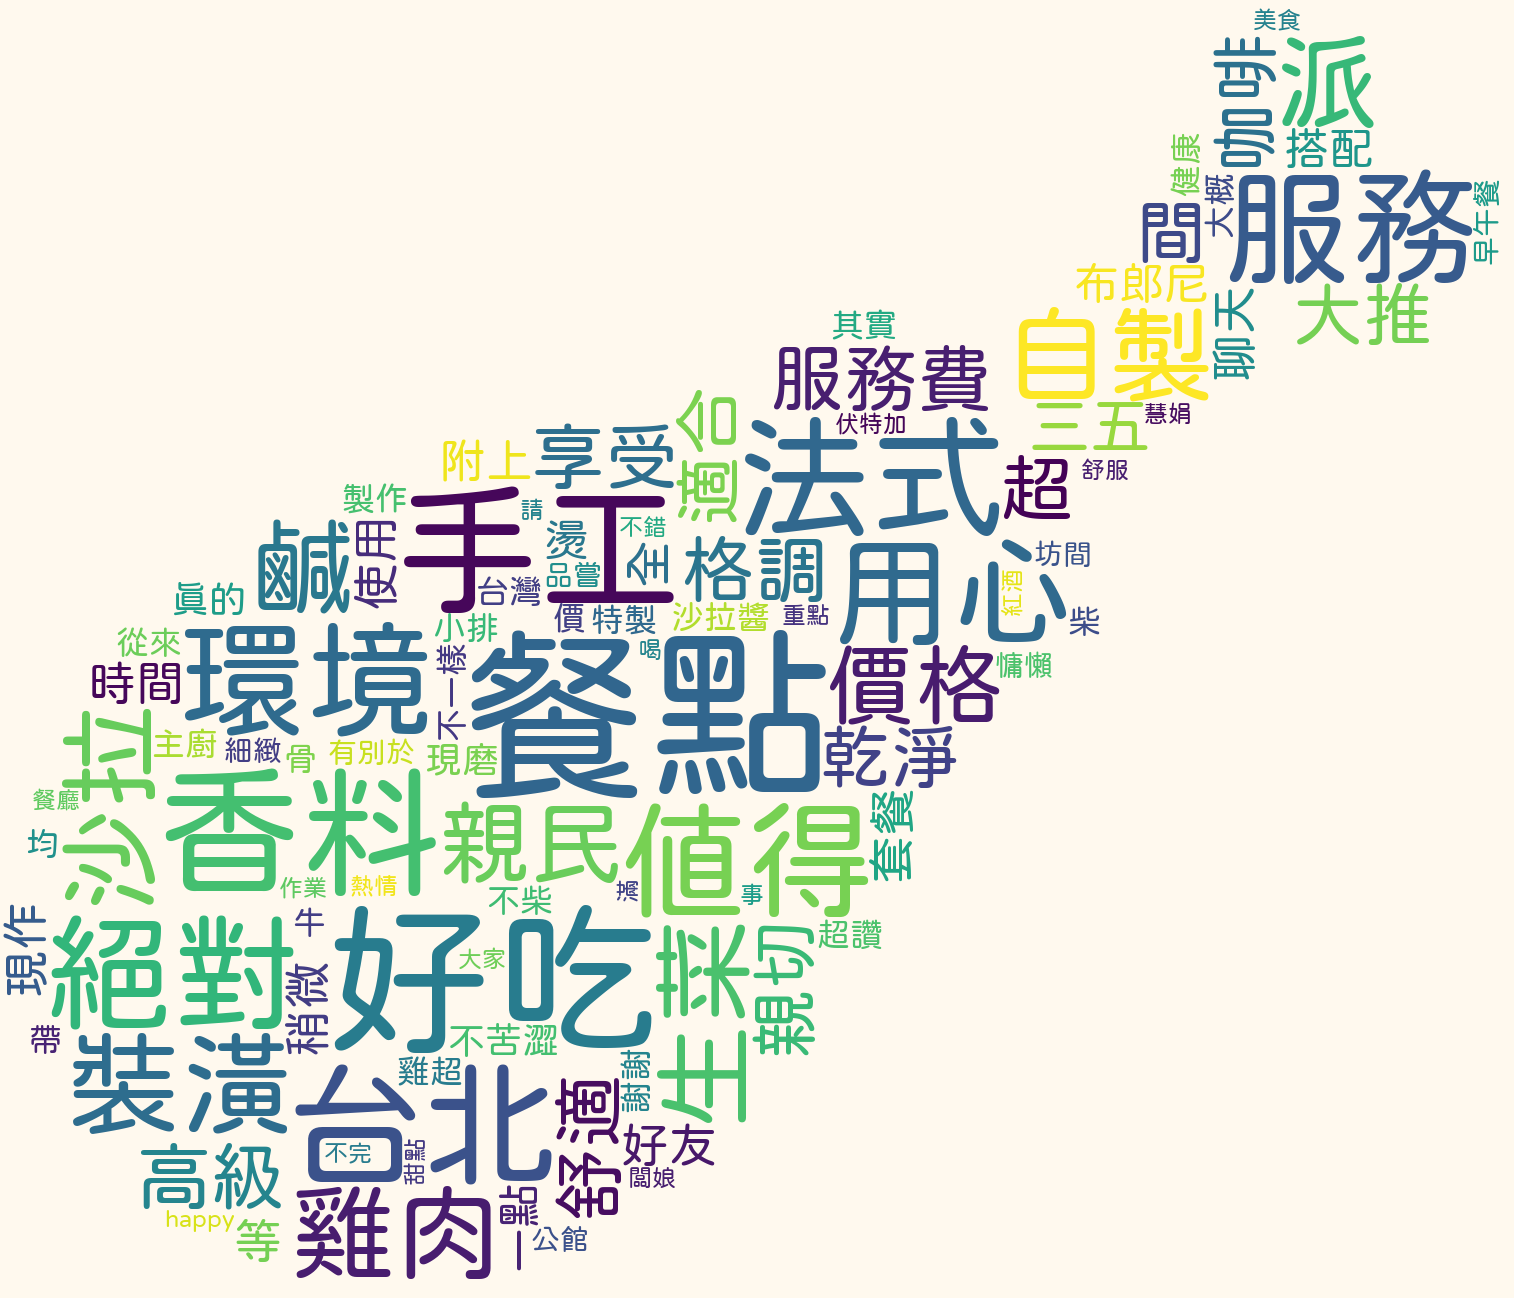 美食
咖啡
派
搭配
健康
大概
服務
早午餐
間
布郎尼
聊天
大推
其實
自製
服務費
三五
慧娟
伏特加
適合
法式
超
舒服
附上
享受
製作
手工
請
不錯
燙
全
格調
用心
坊間
鹹
使用
品嘗
紅酒
真的
台灣
價
特製
沙拉醬
重點
柴
小排
從來
環境
餐點
喝
價格
慵懶
時間
不一樣
沙拉
主廚
細緻
骨
有別於
現磨
乾淨
香料
餐廳
親民
值得
套餐
均
作業
熱情
不柴
事
現作
絕對
牛
好吃
大家
生菜
親切
超讚
稍微
帶
不苦澀
裝潢
雞超
謝謝
台北
不完
甜點
舒適
好友
闆娘
高級
雞肉
一點
公館
happy
等